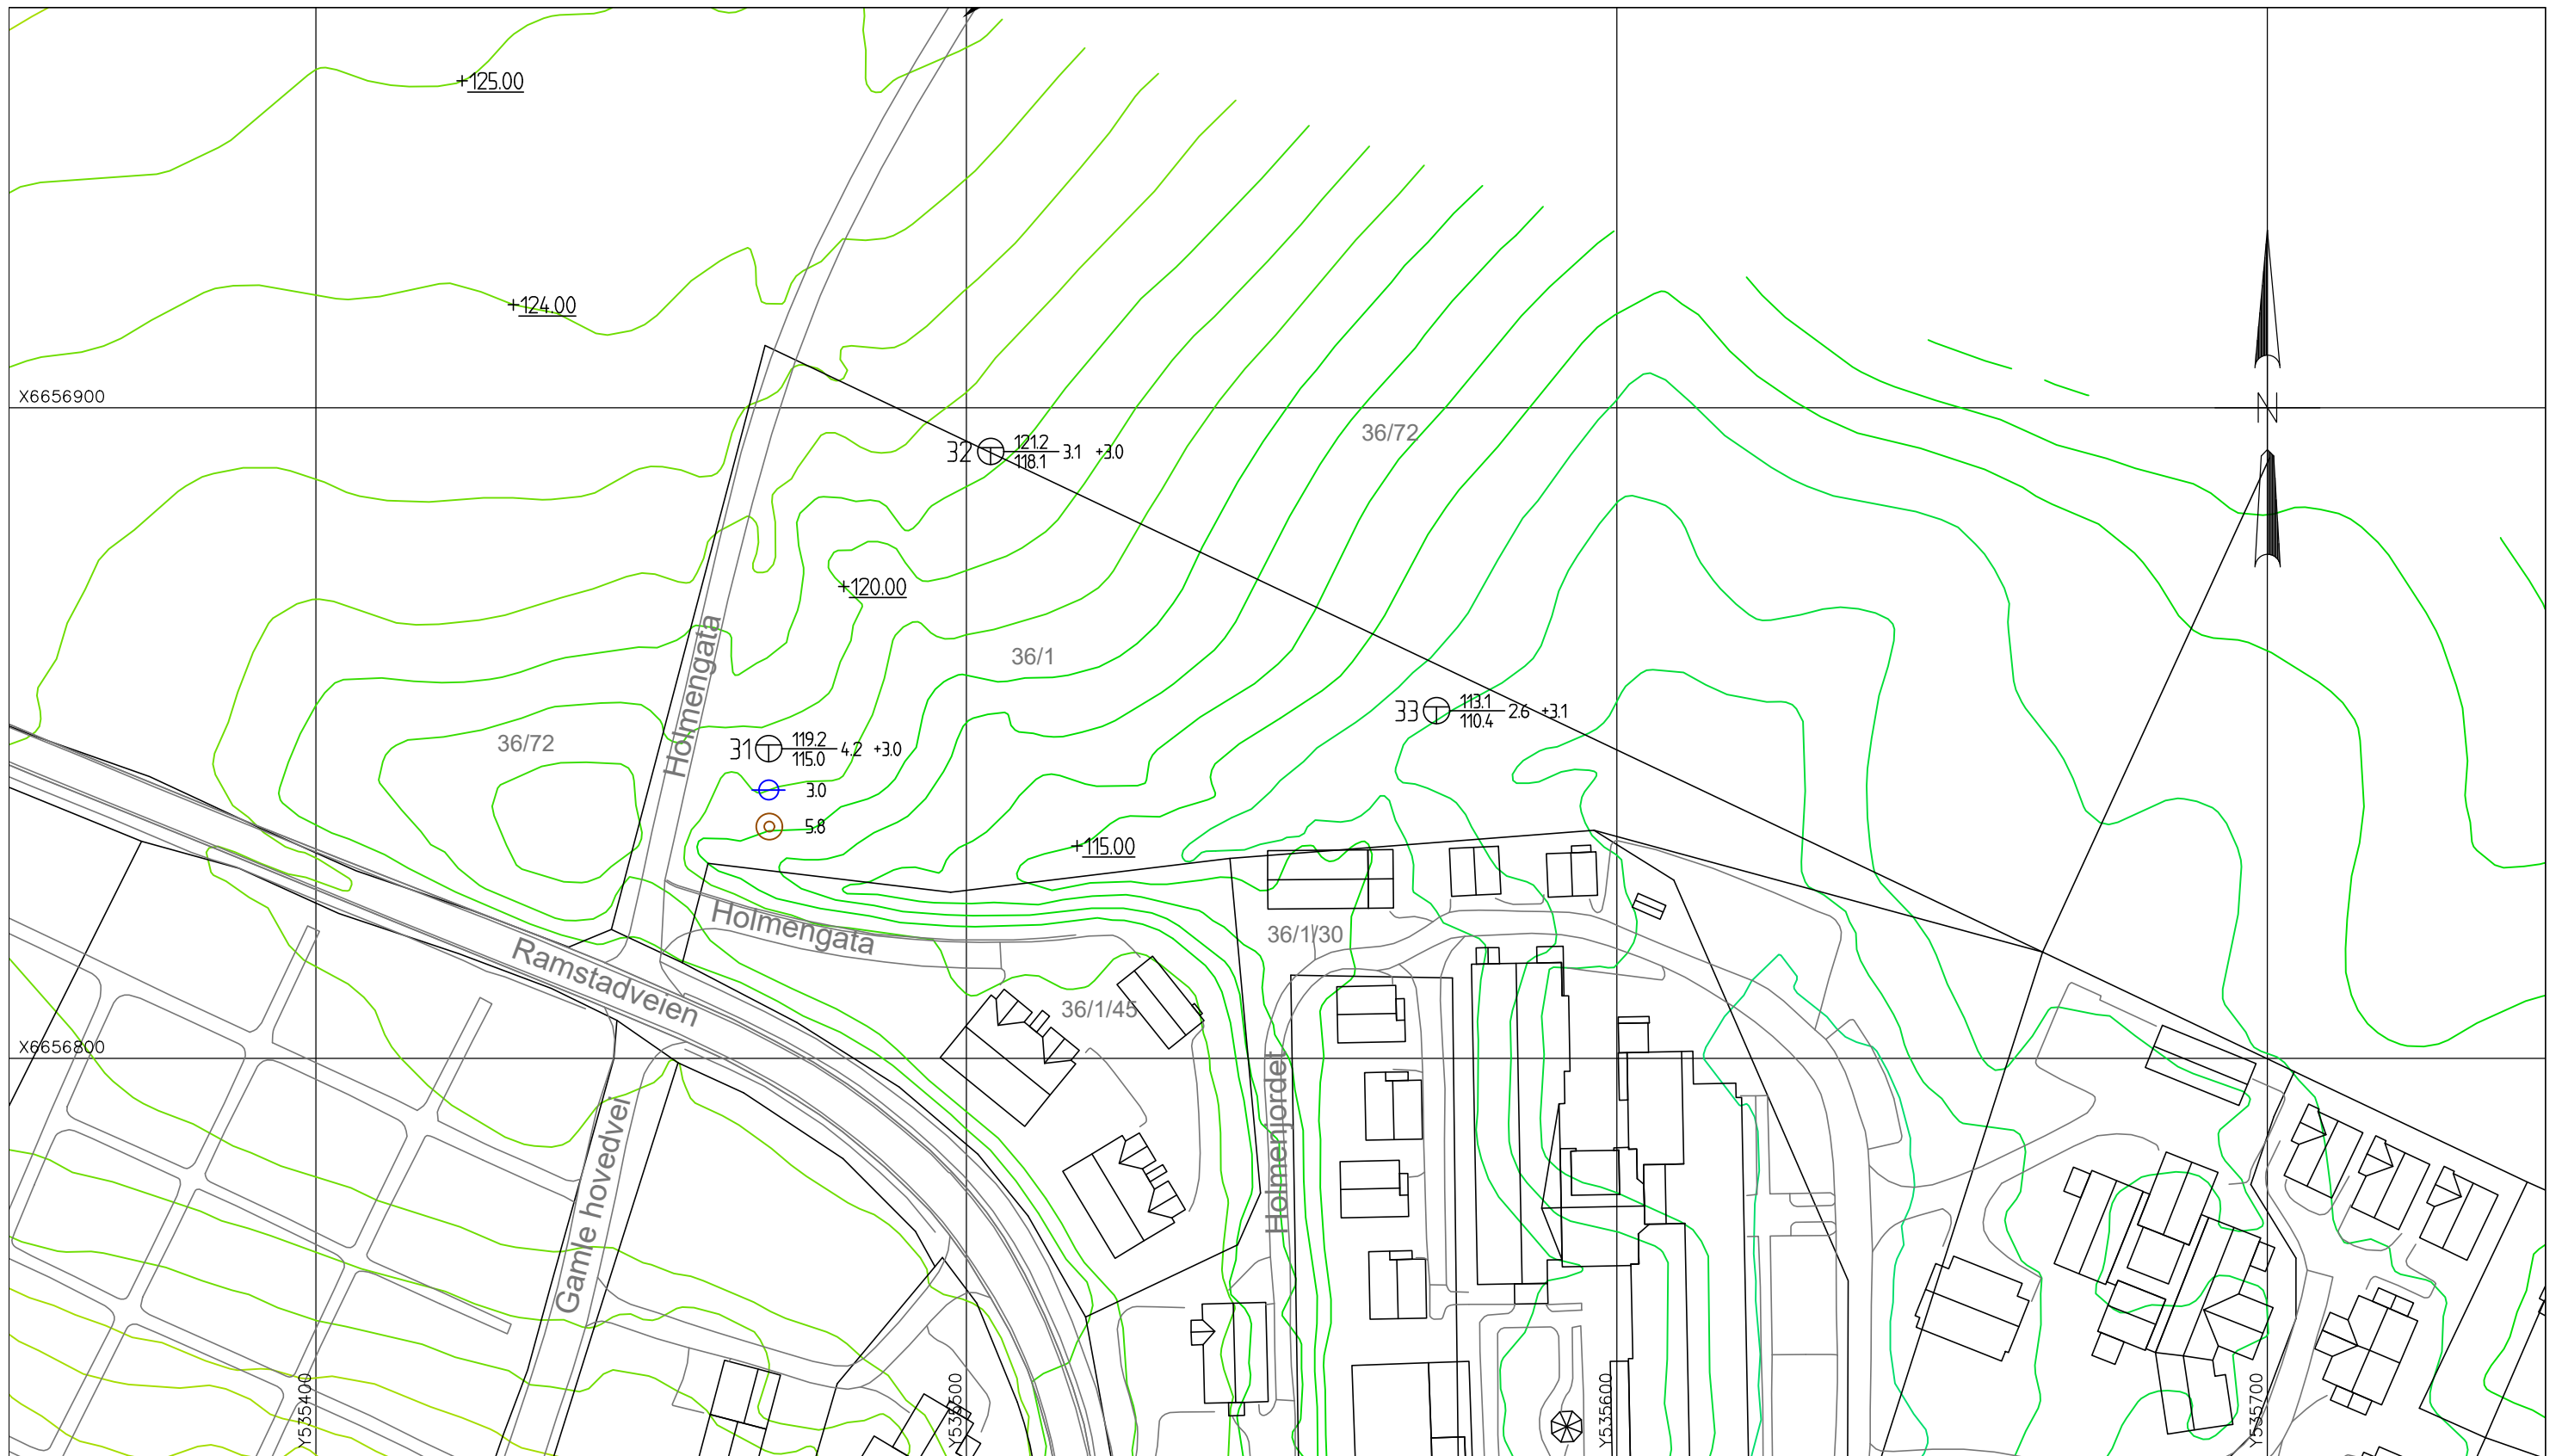 +125.00
+124.00
X6656900
N
36/72
32 121.2 3.1 +3.0
118.1
+120.00
Holmengata
36/1
33 113.1 2.6 +3.1
110.4
36/72
31 119.2 4.2 +3.0
115.0
3.0
5.8
+115.00
Holmengata
36/1/30
Ramstadveien
36/1/45
X6656800
Holmenjordet
Gamle hovedvei
Y535400
Y535500
Y535600
Y535700